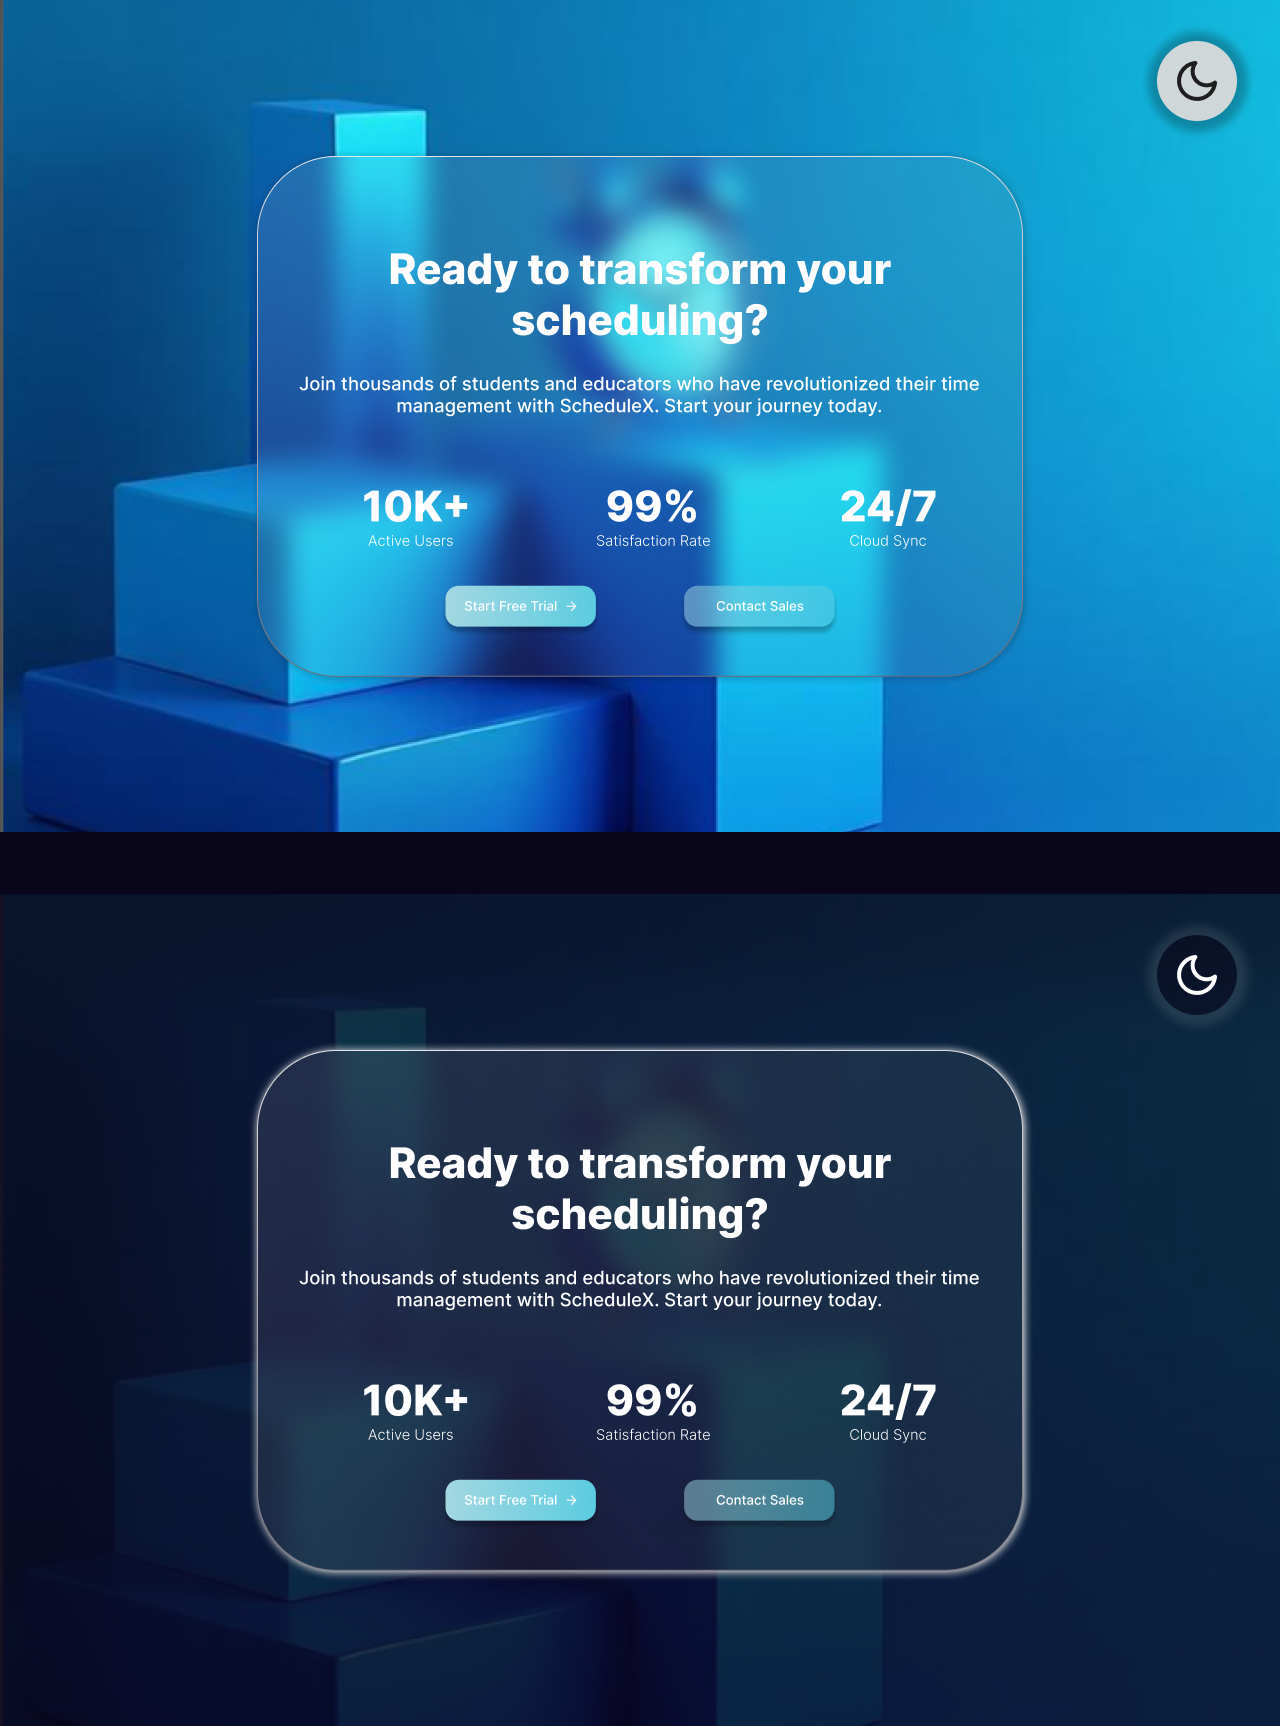 Ready to transform your
scheduling?
Join thousands of students and educators who have revolutionized their time
management with ScheduleX. Start your journey today.
10K+ 99% 24/7
Active Users Satisfaction Rate Cloud Sync
Start Free Trial → Contact Sales
Ready to transform your
scheduling?
Join thousands of students and educators who have revolutionized their time
management with ScheduleX. Start your journey today.
10K+ 99% 24/7
Active Users Satisfaction Rate Cloud Sync
Start Free Trial → Contact Sales